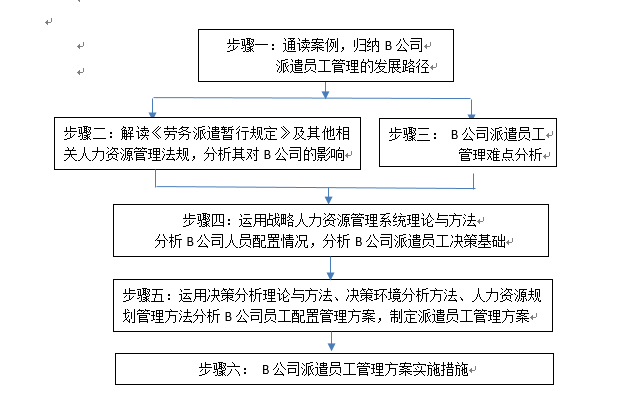 步骤一：通读案例，归纳 B 公司
派遣员工管理的发展路径
步骤二：解读《劳务派遣暂行规定》及其他相
关人力资源管理法规，分析其对 B 公司的影响
步骤三： B 公司派遣员工
管理难点分析
步骤四：运用战略人力资源管理系统理论与方法
分析 B 公司人员配置情况，分析 B 公司派遣员工决策基础
步骤五：运用决策分析理论与方法、决策环境分析方法、人力资源规
划管理方法分析 B 公司员工配置管理方案，制定派遣员工管理方案
步骤六： B 公司派遣员工管理方案实施措施